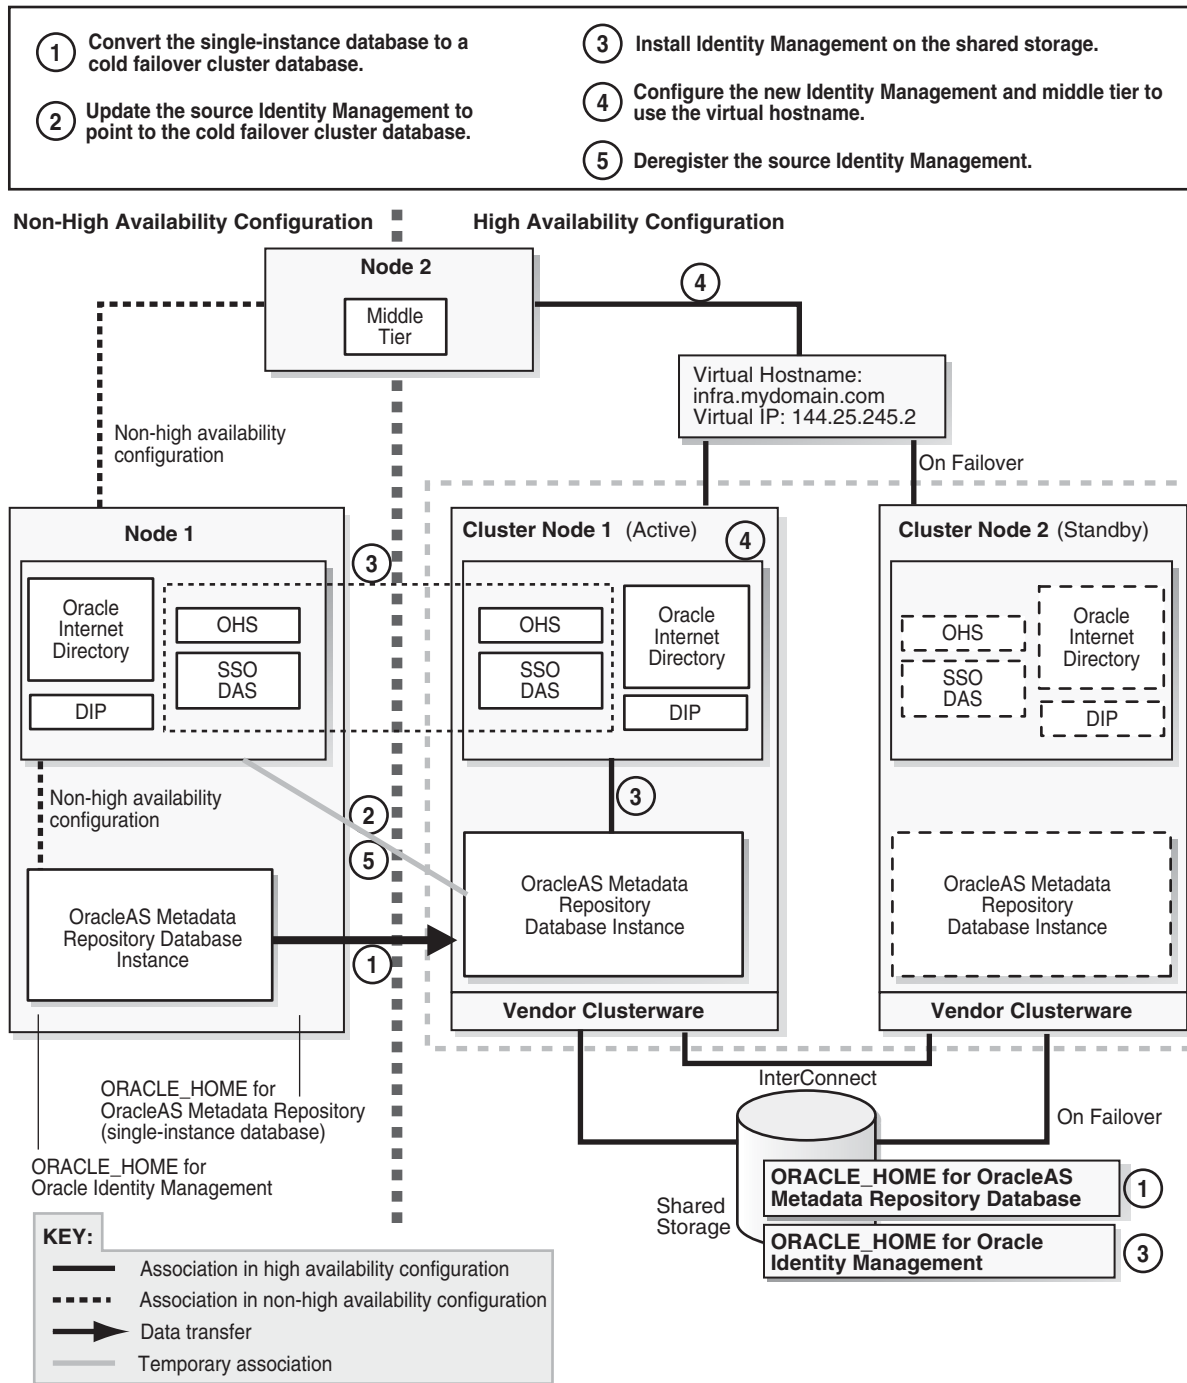 1 Convert the single-instance database to a
cold failover cluster database.
2 Update the source Identity Management to
point to the cold failover cluster database.
3 Install Identity Management on the shared storage.
4 Configure the new Identity Management and middle tier to
use the virtual hostname.
5 Deregister the source Identity Management.
Non-High Availability Configuration
High Availability Configuration
Node 2
Middle
Tier
4
Virtual Hostname:
infra.mydomain.com
Virtual IP: 144.25.245.2
Non-high availability
configuration
On Failover
Node 1
Oracle
Internet
Directory
DIP
OHS
SSO
DAS
3
Cluster Node 1 (Active)
4
OHS
SSO
DAS
Oracle
Internet
Directory
DIP
Cluster Node 2 (Standby)
OHS
SSO
DAS
Oracle
Internet
Directory
DIP
Non-high availability
configuration
2
5
3
OracleAS Metadata
Repository Database
Instance
1
OracleAS Metadata
Repository
Database Instance
OracleAS Metadata
Repository
Database Instance
Vendor Clusterware
Vendor Clusterware
InterConnect
On Failover
ORACLE_HOME for
OracleAS Metadata Repository
(single-instance database)
ORACLE_HOME for
Oracle Identity Management
Shared
Storage
ORACLE_HOME for OracleAS
Metadata Repository Database
1
ORACLE_HOME for Oracle
Identity Management
3
KEY:
Association in high availability configuration
Association in non-high availability configuration
Data transfer
Temporary association